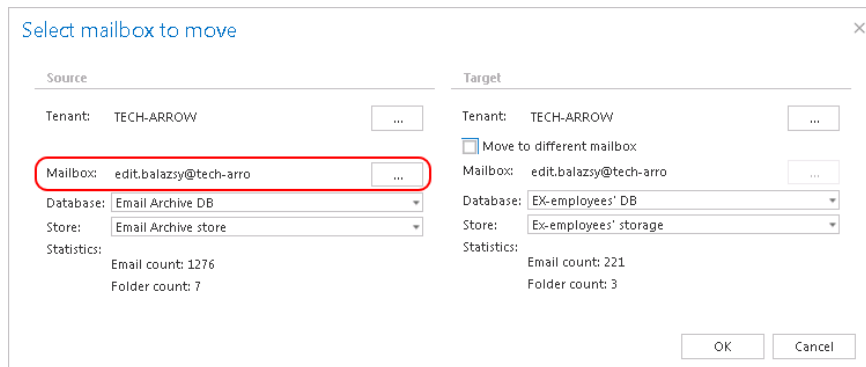 Select mailbox to move
Source
Tenant: TECH-ARROW ...
Mailbox: edit.balazsy@tech-arro ...
Database: Email Archive DB
Store: Email Archive store
Statistics:
Email count: 1276
Folder count: 7
Target
Tenant: TECH-ARROW ...
Move to different mailbox
Mailbox: edit.balazsy@tech-arro ...
Database: EX-employees' DB
Store: Ex-employees' storage
Statistics:
Email count: 221
Folder count: 3
OK Cancel